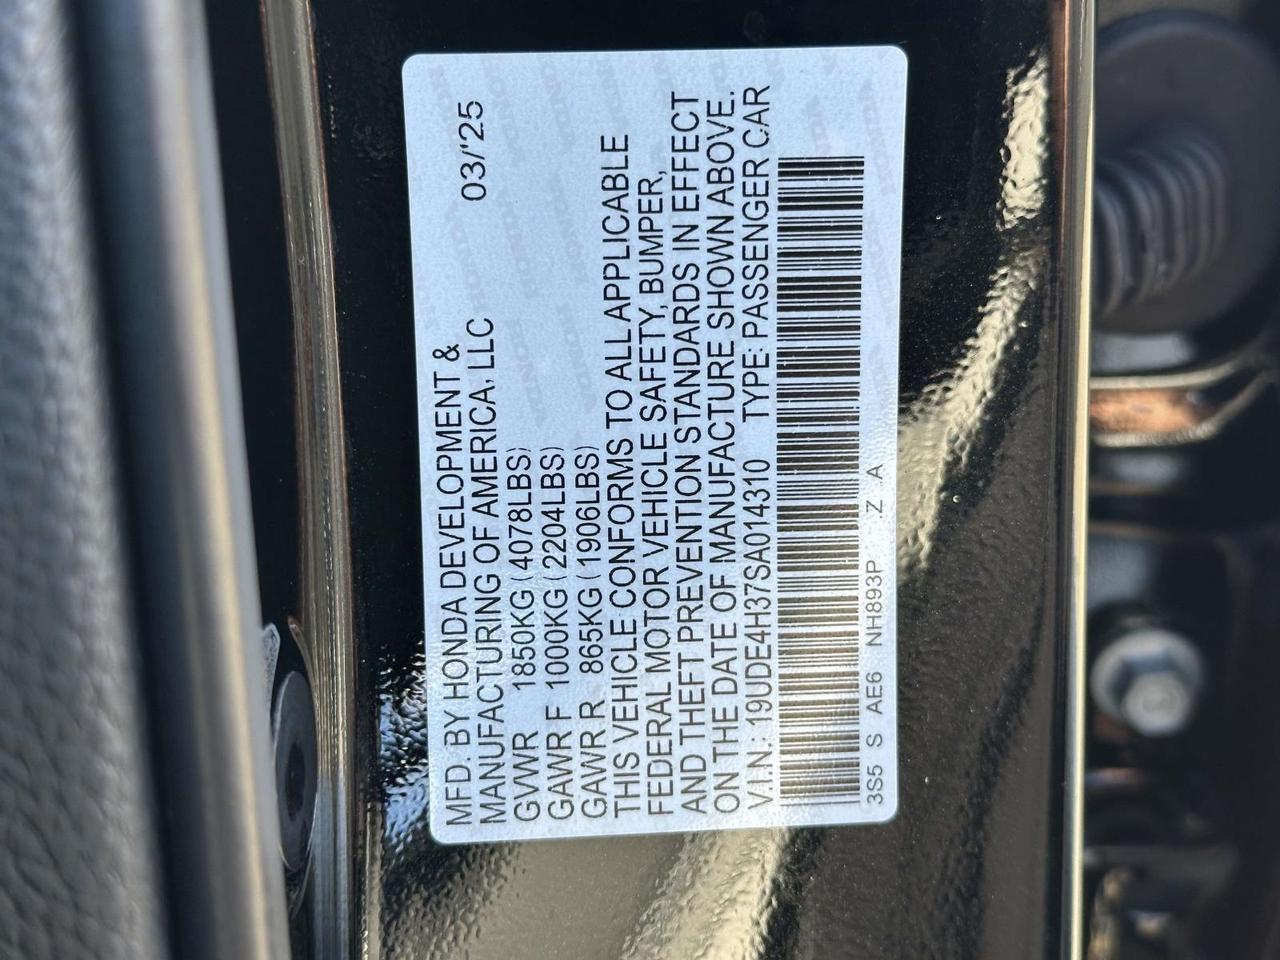 MFD. BY HONDA DEVELOPMENT &
MANUFACTURING OF AMERICA, LLC 03/'25
GVWR 1850KG (4078LBS)
GAWR F 1000KG (2204LBS)
GAWR R 865KG (1906LBS)
THIS VEHICLE CONFORMS TO ALL APPLICABLE
FEDERAL MOTOR VEHICLE SAFETY, BUMPER,
AND THEFT PREVENTION STANDARDS IN EFFECT
ON THE DATE OF MANUFACTURE SHOWN ABOVE.
V.I.N.: 19UDE4H37SA014310 TYPE: PASSENGER CAR
3S5 S AE6 NH893P Z A